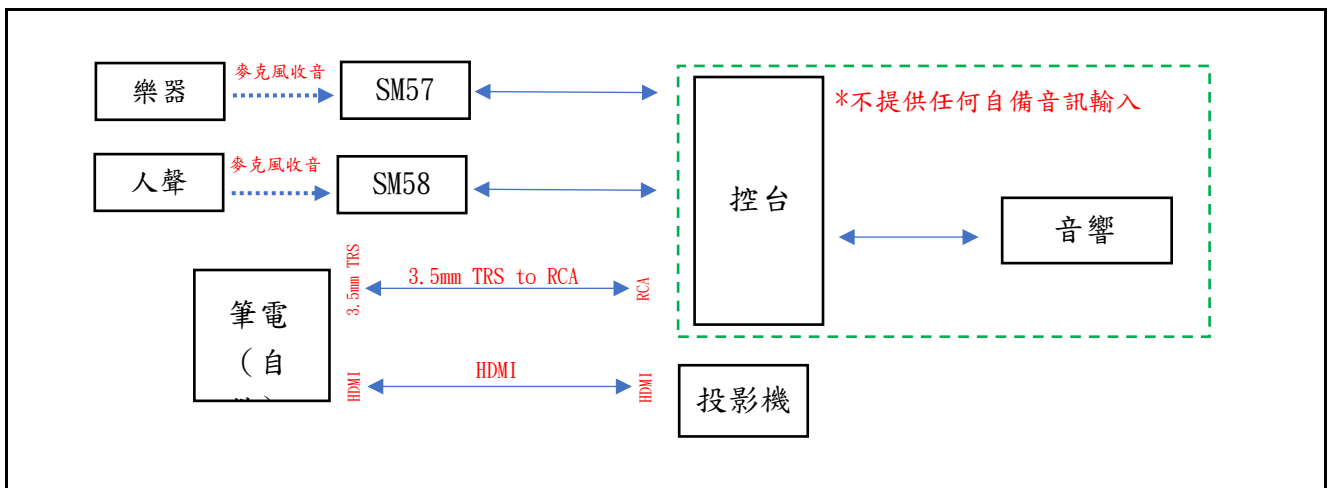 樂器
麥克風收音
SM57
*不提供任何自備音訊輸入
人聲
麥克風收音
SM58
控台
音響
筆電
（自
3.5mm TRS
3.5mm TRS to RCA
RCA
HDMI
HDMI
HDMI
投影機